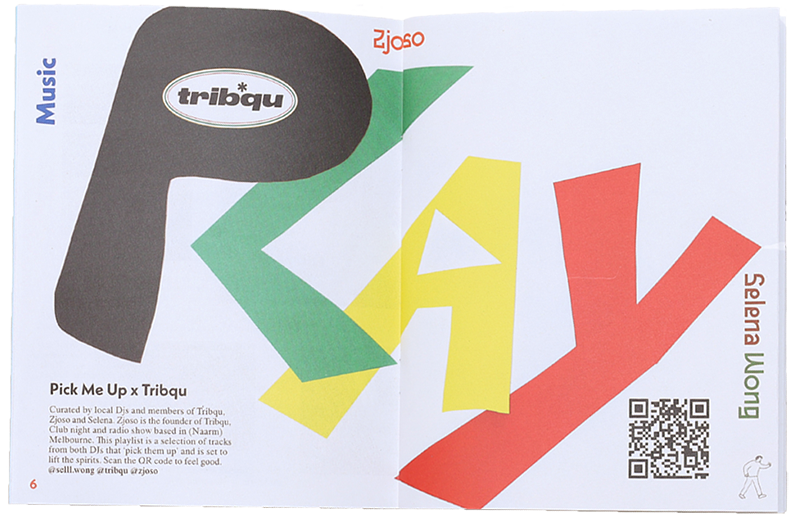 Music
trib*qu
Zjoso
PLAY
Selena Wong
Pick Me Up x Tribqu
Curated by local Djs and members of Tribqu,
Zjoso and Selena. Zjoso is the founder of Tribqu,
Club night and radio show based in (Naarm)
Melbourne. This playlist is a selection of tracks
from both DJs that 'pick them up' and is set to
lift the spirits. Scan the QR code to feel good.
@selll.wong @tribqu @zjoso
6